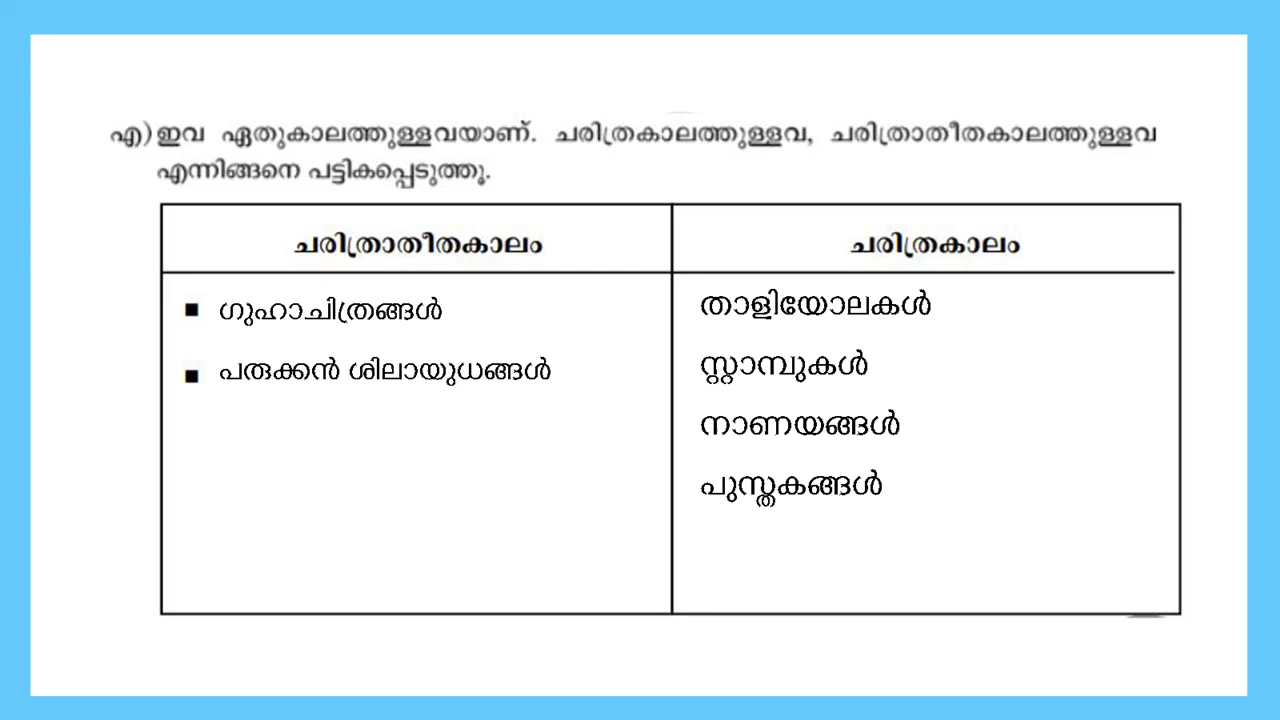 എ) ഇവ ഏതുകാലത്തുള്ളവയാണ്. ചരിത്രകാലത്തുള്ളവ, ചരിത്രാതീതകാലത്തുള്ളവ
എന്നിങ്ങനെ പട്ടികപ്പെടുത്തൂ.
ചരിത്രാതീതകാലം
ചരിത്രകാലം
▪ ഗുഹാചിത്രങ്ങൾ
▪ പരുക്കൻ ശിലായുധങ്ങൾ
താളിയോലകൾ
സ്റ്റാമ്പുകൾ
നാണയങ്ങൾ
പുസ്തകങ്ങൾ